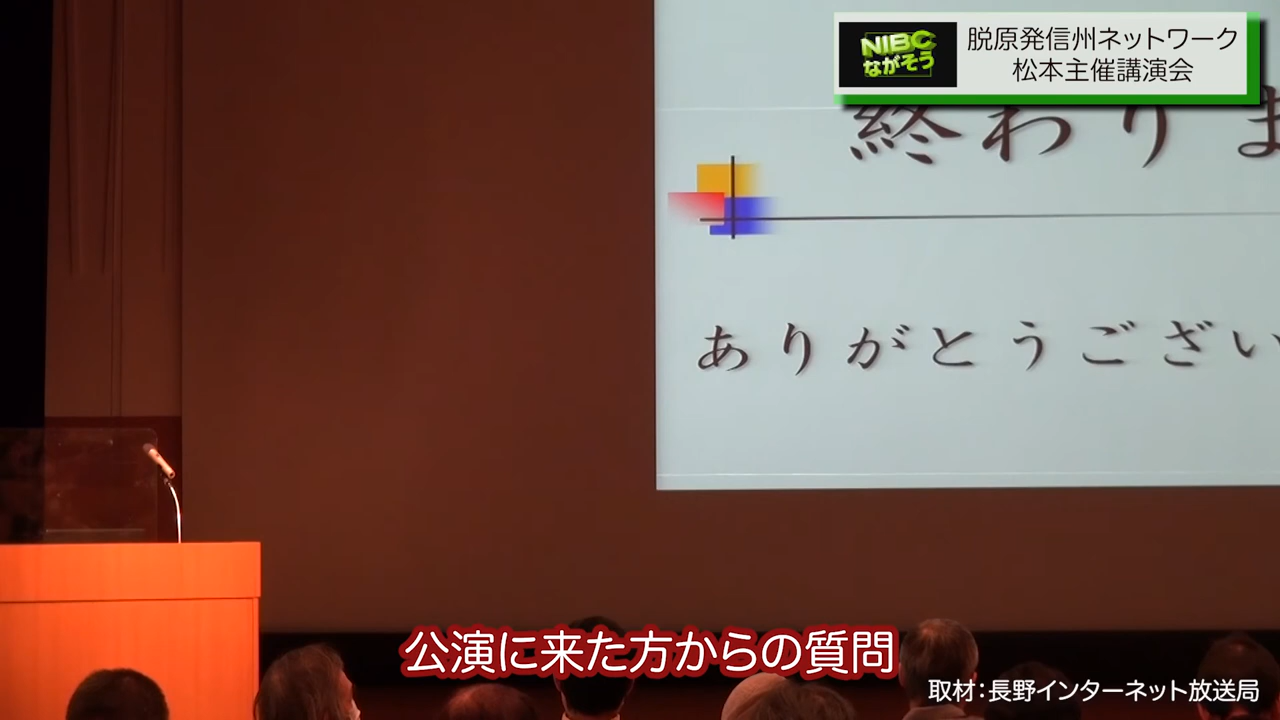 NIBC
ながそう
脱原発信州ネットワーク
松本主催講演会
終わりま
ありがとうござい
公演に来た方からの質問
取材：長野インターネット放送局